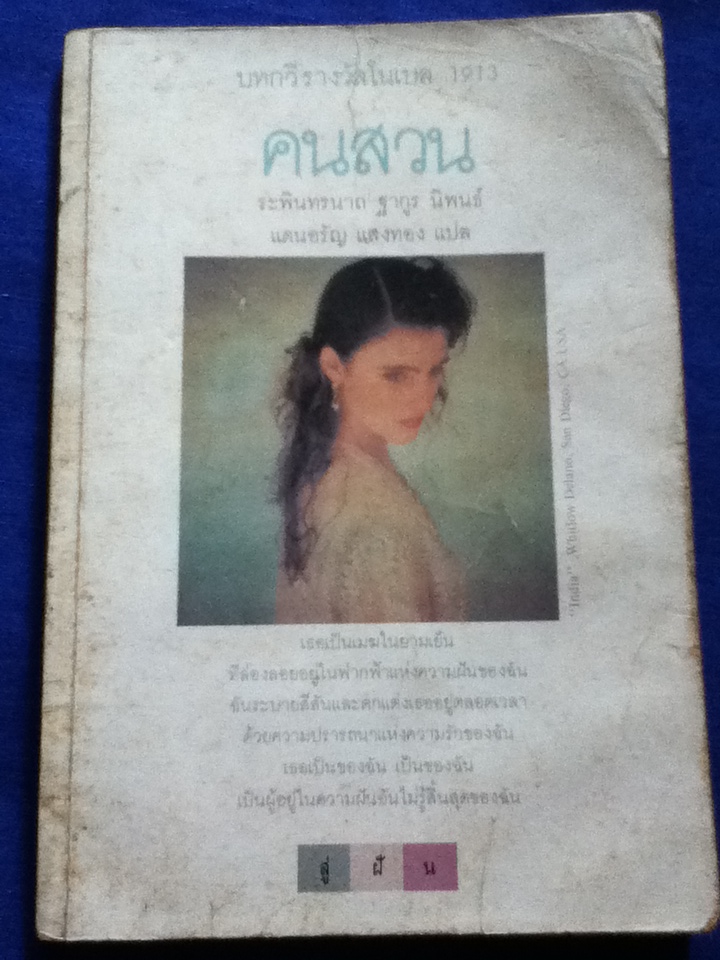 บทกวีรางวัลโนเบล 1913
คนสวน
ระพินทรนาถ ฐากูร นิพนธ์
แดนอรัญ แสงทอง แปล
"India" -Whitlow Delano, San Diego, CA USA
เธอเป็นเมฆในยามเย็น
ที่ล่องลอยอยู่ในฟากฟ้าแห่งความฝันของฉัน
ฉันระบายสีสันและตกแต่งเธออยู่ตลอดเวลา
ด้วยความปรารถนาแห่งความรักของฉัน
เธอเป็นของฉัน เป็นของฉัน
เป็นผู้อยู่ในความฝันอันไม่รู้สิ้นสุดของฉัน
สู่ ฝั น